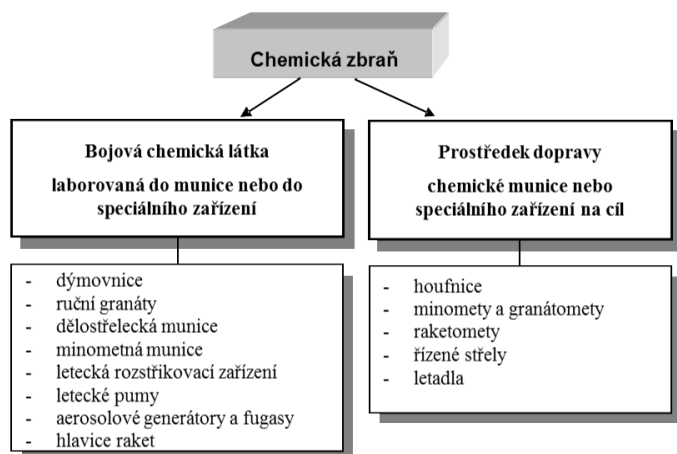 Chemická zbraň
Bojová chemická látka
laborovaná do munice nebo do
speciálního zařízení
Prostředek dopravy
chemické munice nebo
speciálního zařízení na cíl
- dýmovnice
- ruční granáty
- dělostřelecká munice
- minometná munice
- letecká rozstřikovací zařízení
- letecké pumy
- aerosolové generátory a fugasy
- hlavice raket
- houfnice
- minomety a granátomety
- raketomety
- řízené střely
- letadla